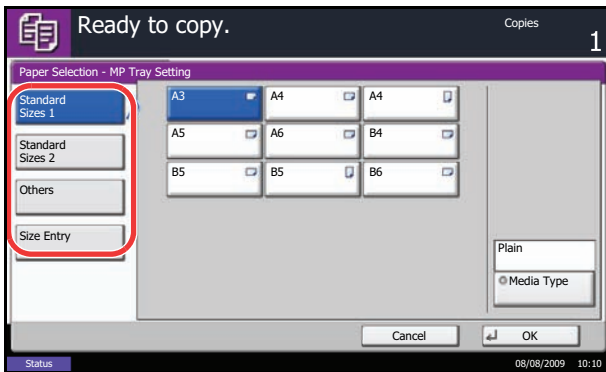 Ready to copy.
Copies
1
Paper Selection - MP Tray Setting
Standard
Sizes 1
A3
A4
A4
Standard
Sizes 2
A5
A6
B4
Others
B5
B5
B6
Size Entry
Plain
Media Type
Cancel
OK
Status
08/08/2009 10:10